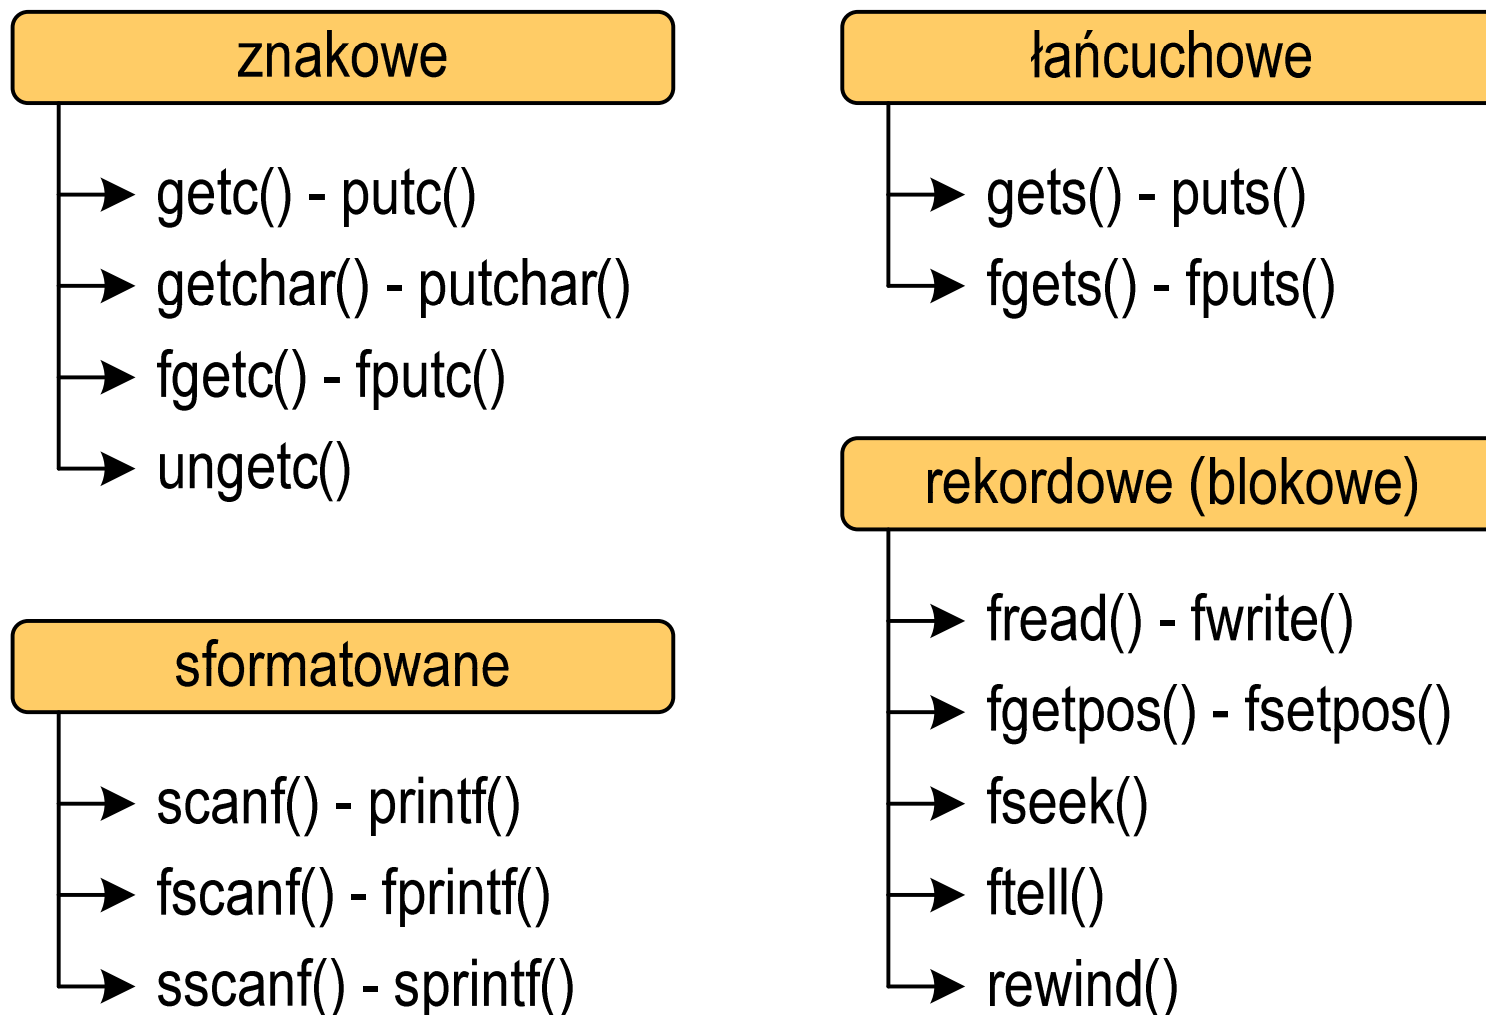 znakowe
getc() - putc()
getchar() - putchar()
fgetc() - fputc()
ungetc()
sformatowane
scanf() - printf()
fscanf() - fprintf()
sscanf() - sprintf()
łańcuchowe
gets() - puts()
fgets() - fputs()
rekordowe (blokowe)
fread() - fwrite()
fgetpos() - fsetpos()
fseek()
ftell()
rewind()